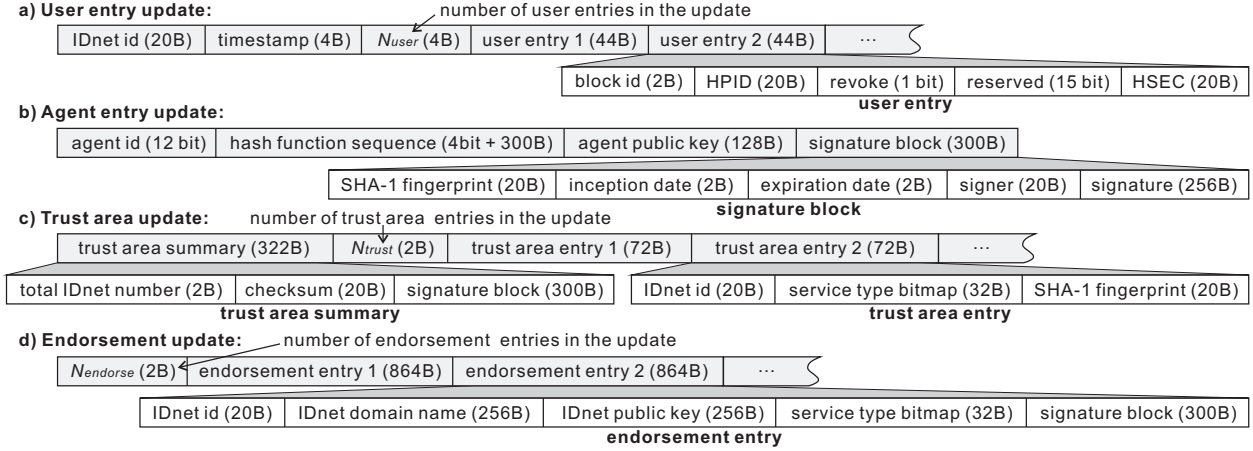 a) User entry update:
number of user entries in the update
IDnet id (20B) timestamp (4B) Nuser (4B) user entry 1 (44B) user entry 2 (44B) ...
block id (2B) HPID (20B) revoke (1 bit) reserved (15 bit) HSEC (20B)
user entry
b) Agent entry update:
agent id (12 bit) hash function sequence (4bit + 300B) agent public key (128B) signature block (300B)
SHA-1 fingerprint (20B) inception date (2B) expiration date (2B) signer (20B) signature (256B)
signature block
c) Trust area update:
number of trust area entries in the update
trust area summary (322B) Ntrust (2B) trust area entry 1 (72B) trust area entry 2 (72B) ...
total IDnet number (2B) checksum (20B) signature block (300B) IDnet id (20B) service type bitmap (32B) SHA-1 fingerprint (20B)
trust area summary trust area entry
d) Endorsement update:
number of endorsement entries in the update
Nendorse (2B) endorsement entry 1 (864B) endorsement entry 2 (864B) ...
IDnet id (20B) IDnet domain name (256B) IDnet public key (256B) service type bitmap (32B) signature block (300B)
endorsement entry